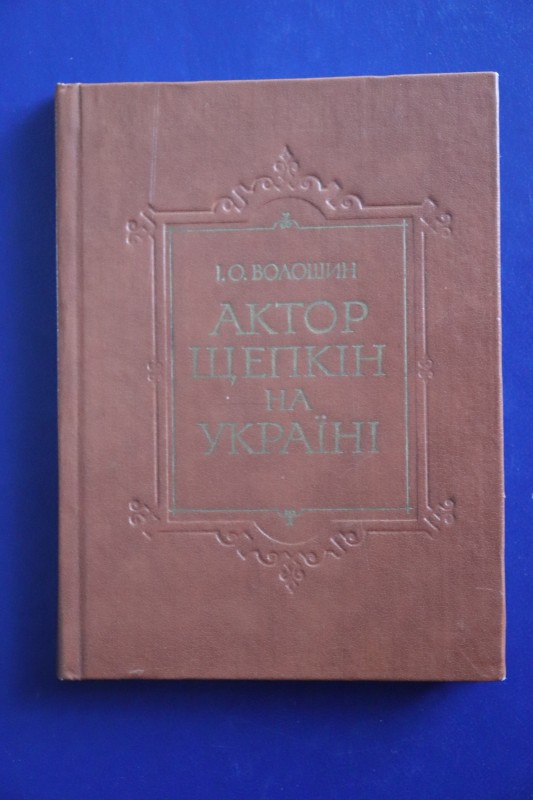 І. О. ВОЛОШИН
АКТОР
ЩЕПКІН
НА
УКРАЇНІ